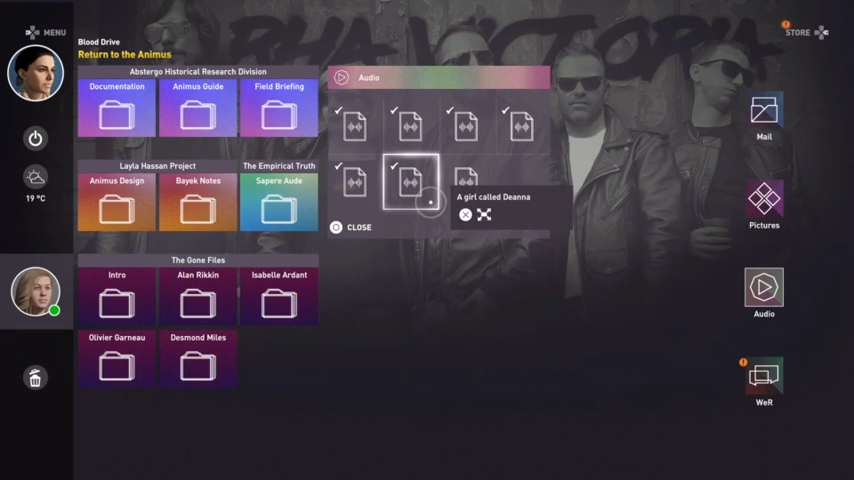 MENU
STORE
Blood Drive
Return to the Animus
Abstergo Historical Research Division
Documentation
Animus Guide
Field Briefing
Layla Hassan Project
The Empirical Truth
Animus Design
Bayek Notes
Sapere Aude
19 °C
The Gone Files
Intro
Alan Rikkin
Isabelle Ardant
Olivier Garneau
Desmond Miles
Audio
A girl called Deanna
CLOSE
Mail
Pictures
Audio
WeR